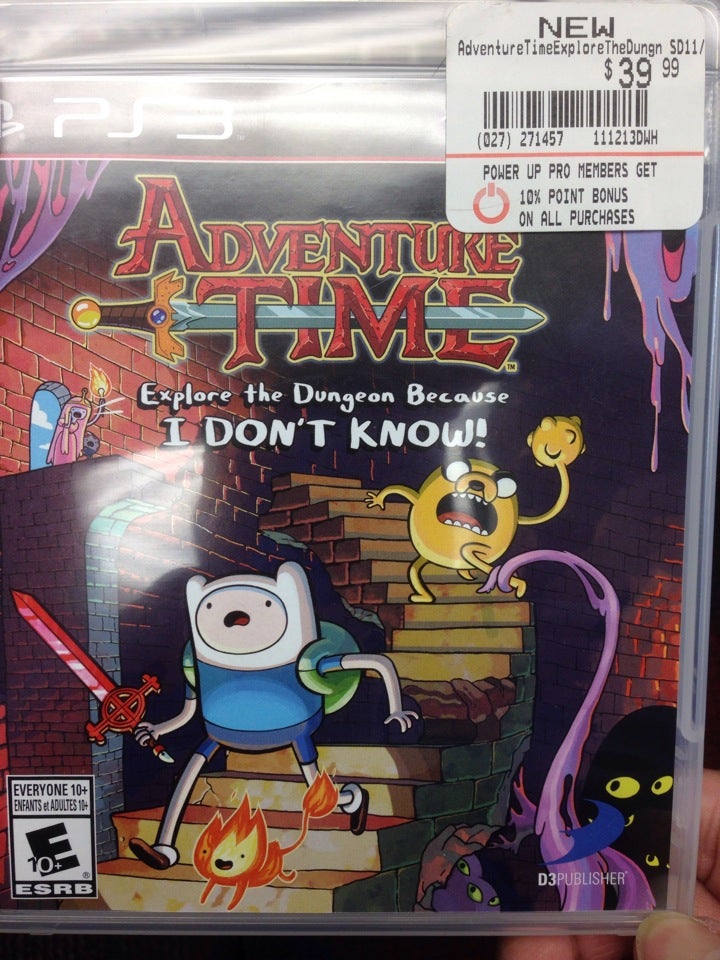 NEW
AdventureTimeExploreTheDungn SD11/
$39 99
(027) 271457 111213DWH
POWER UP PRO MEMBERS GET
10% POINT BONUS
ON ALL PURCHASES
PS3
ADVENTURE
TIME
TM
Explore the Dungeon Because
I DON'T KNOW!
EVERYONE 10+
ENFANTS et ADULTES 10+
E
10+
®
ESRB
D3PUBLISHER